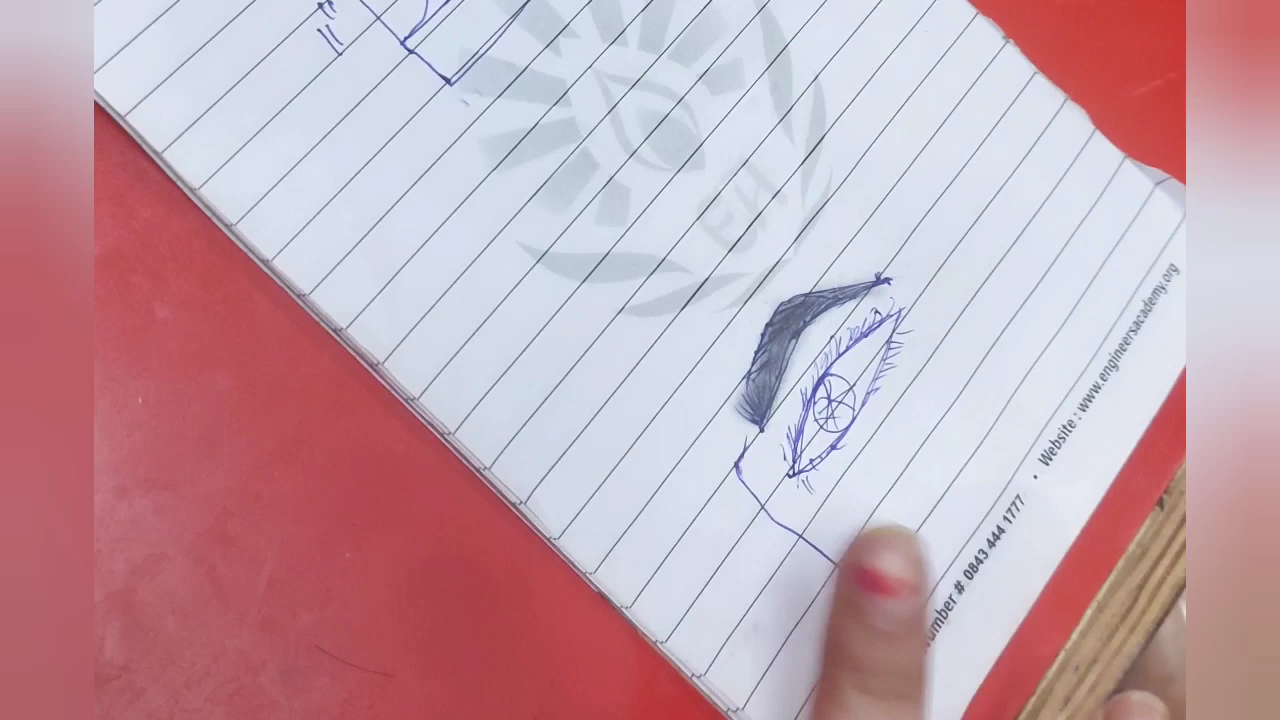 umber # 0843 444 1777 • Website : www.engineersacademy.org